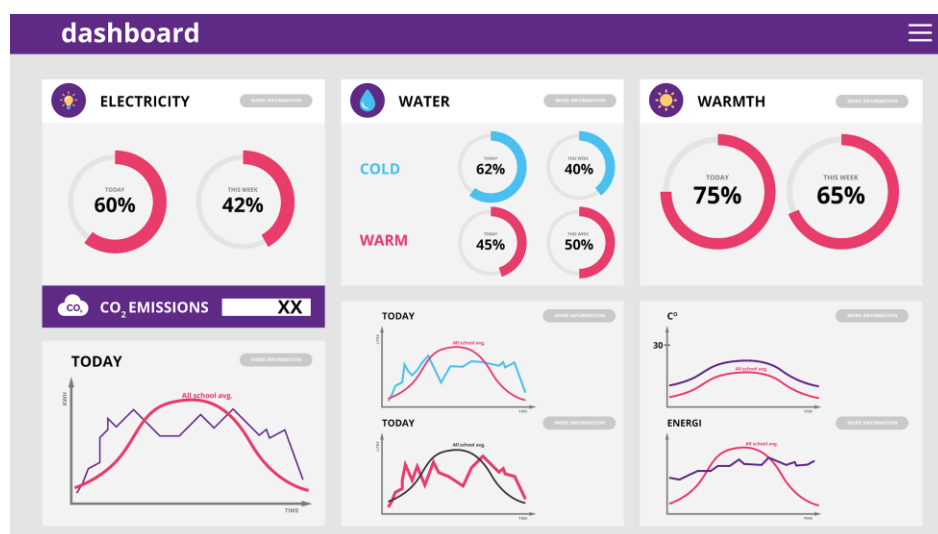 dashboard
ELECTRICITY
MORE INFORMATION
TODAY
60%
THIS WEEK
42%
CO₂
CO₂ EMISSIONS
XX
TODAY
MORE INFORMATION
KWH
All school avg.
TIME
WATER
MORE INFORMATION
COLD
TODAY
62%
THIS WEEK
40%
WARM
TODAY
45%
THIS WEEK
50%
TODAY
MORE INFORMATION
All school avg.
TIME
TODAY
MORE INFORMATION
All school avg.
TIME
WARMTH
MORE INFORMATION
TODAY
75%
THIS WEEK
65%
C°
MORE INFORMATION
30
All school avg.
TIME
ENERGI
MORE INFORMATION
All school avg.
TIME